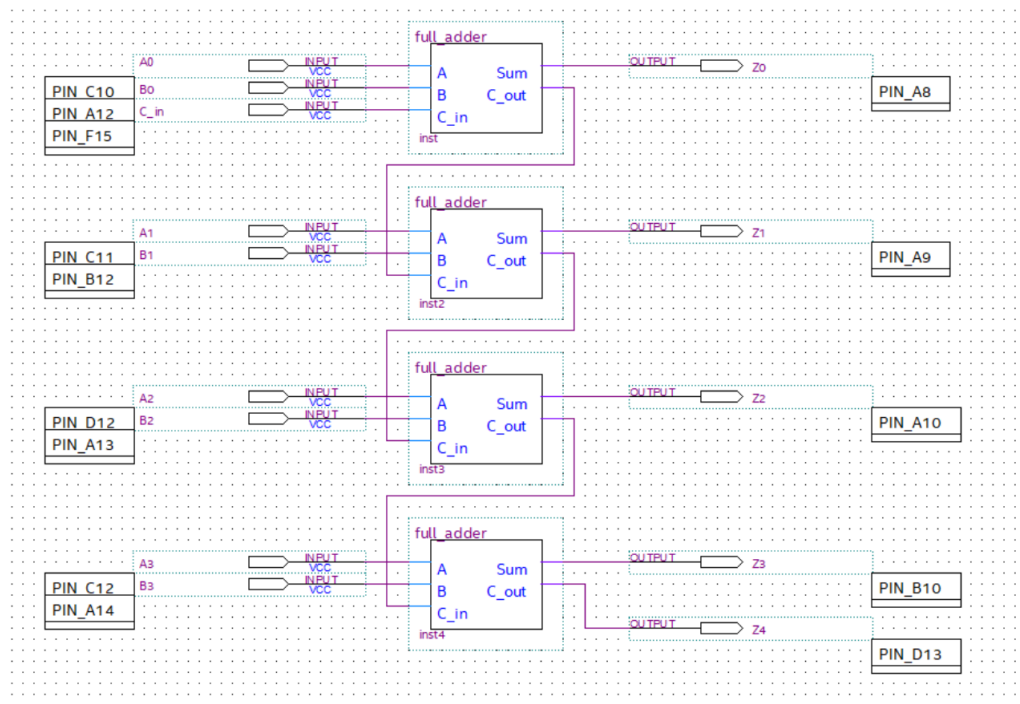 full_adder
A0 INPUT VCC A Sum OUTPUT Z0
PIN_C10 B0 INPUT VCC B C_out PIN_A8
PIN_A12 C_in INPUT VCC C_in
PIN_F15 inst
full_adder
A1 INPUT VCC A Sum OUTPUT Z1
PIN_C11 B1 INPUT VCC B C_out PIN_A9
PIN_B12 C_in
inst2
full_adder
A2 INPUT VCC A Sum OUTPUT Z2
PIN_D12 B2 INPUT VCC B C_out PIN_A10
PIN_A13 C_in
inst3
full_adder
A3 INPUT VCC A Sum OUTPUT Z3
PIN_C12 B3 INPUT VCC B C_out PIN_B10
PIN_A14 C_in
inst4 OUTPUT Z4
PIN_D13